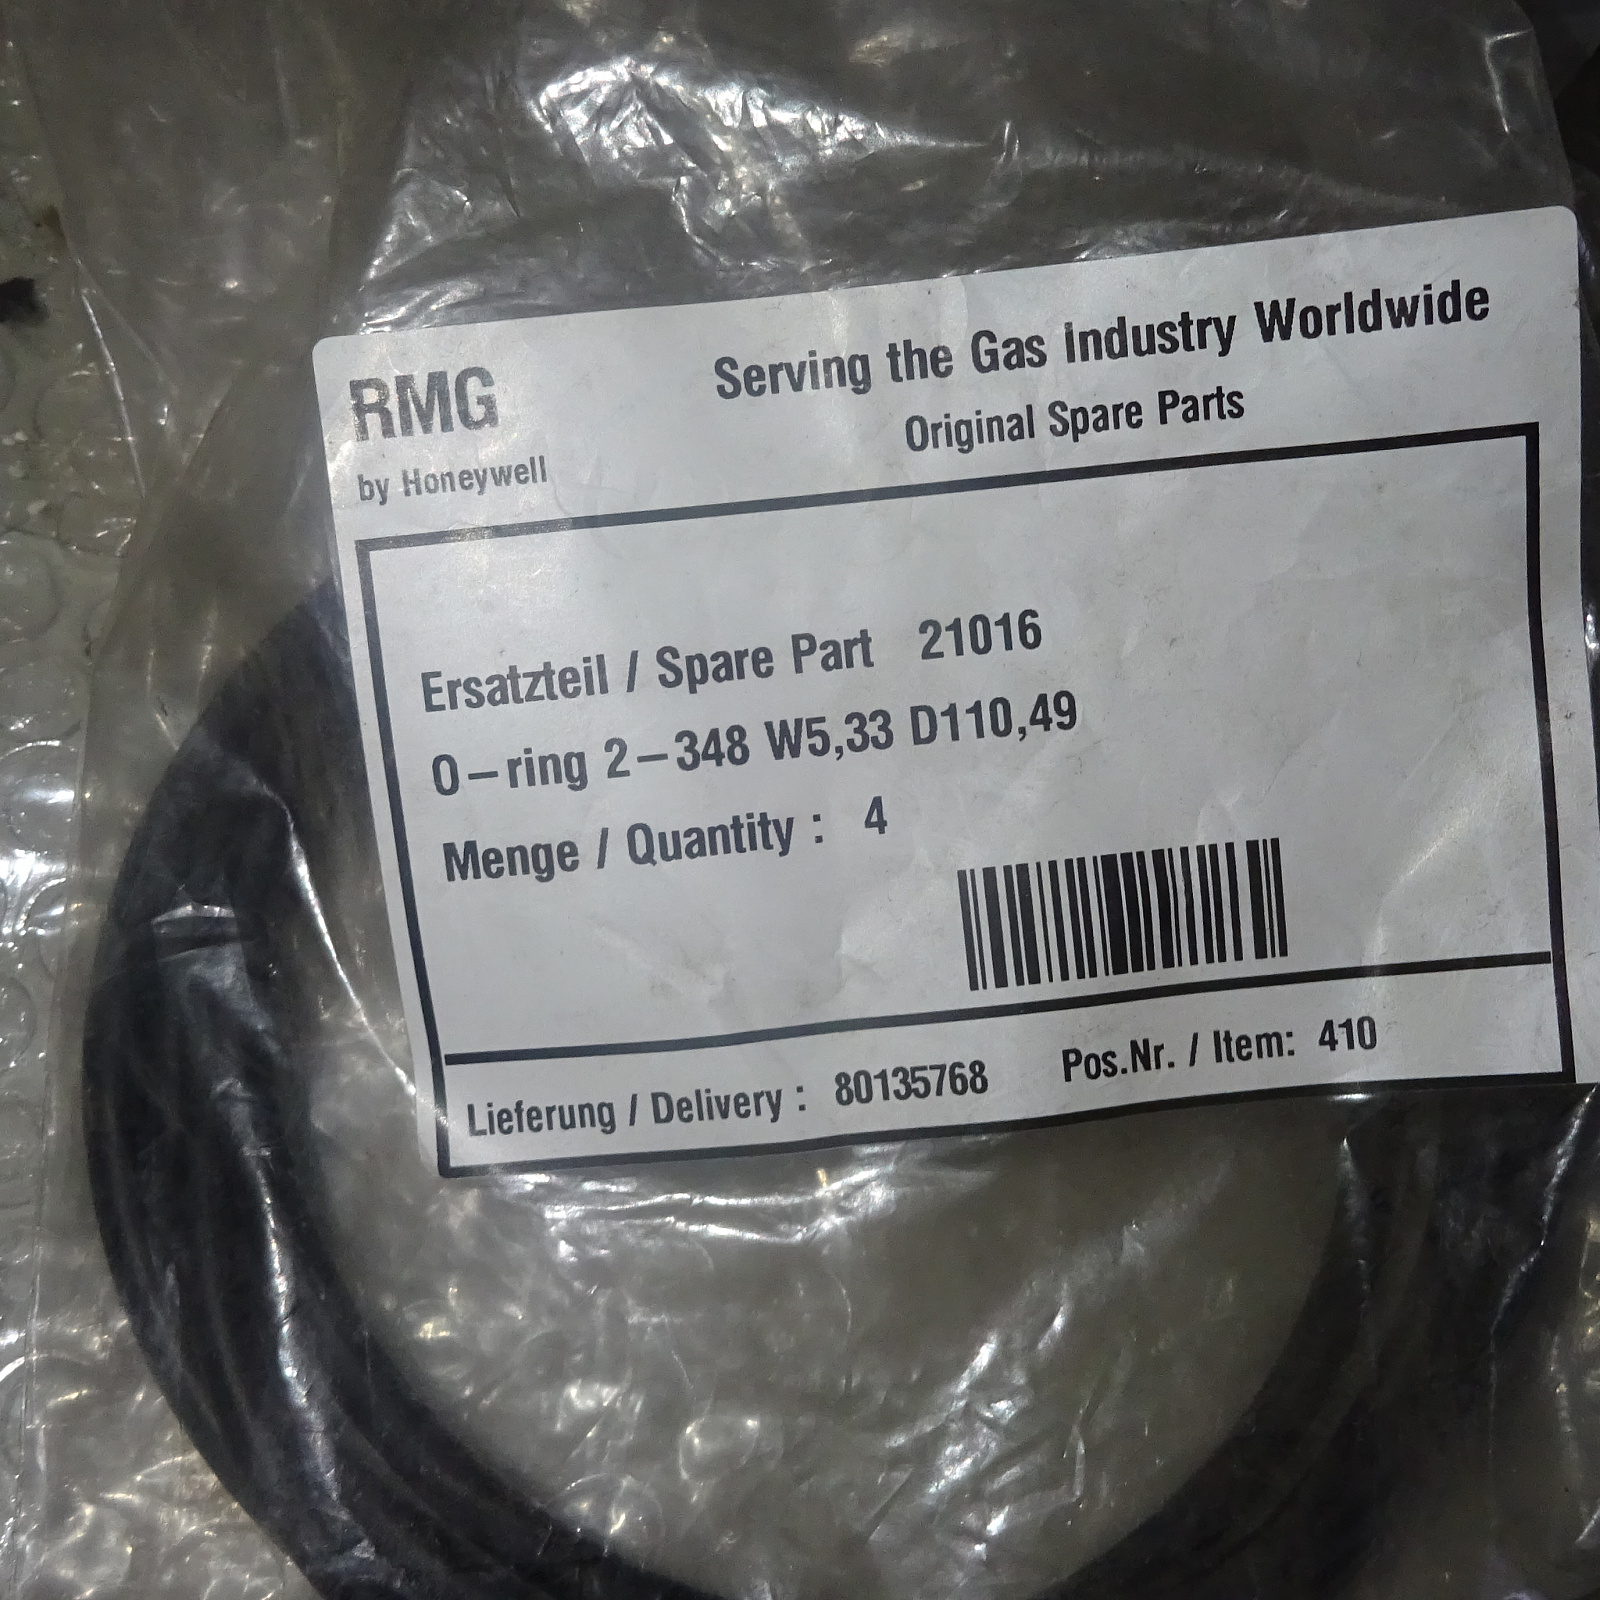 RMG
by Honeywell
Serving the Gas Industry Worldwide
Original Spare Parts
Ersatzteil / Spare Part 21016
O-ring 2-348 W5,33 D110,49
Menge / Quantity : 4
Lieferung / Delivery : 80135768 Pos.Nr. / Item: 410